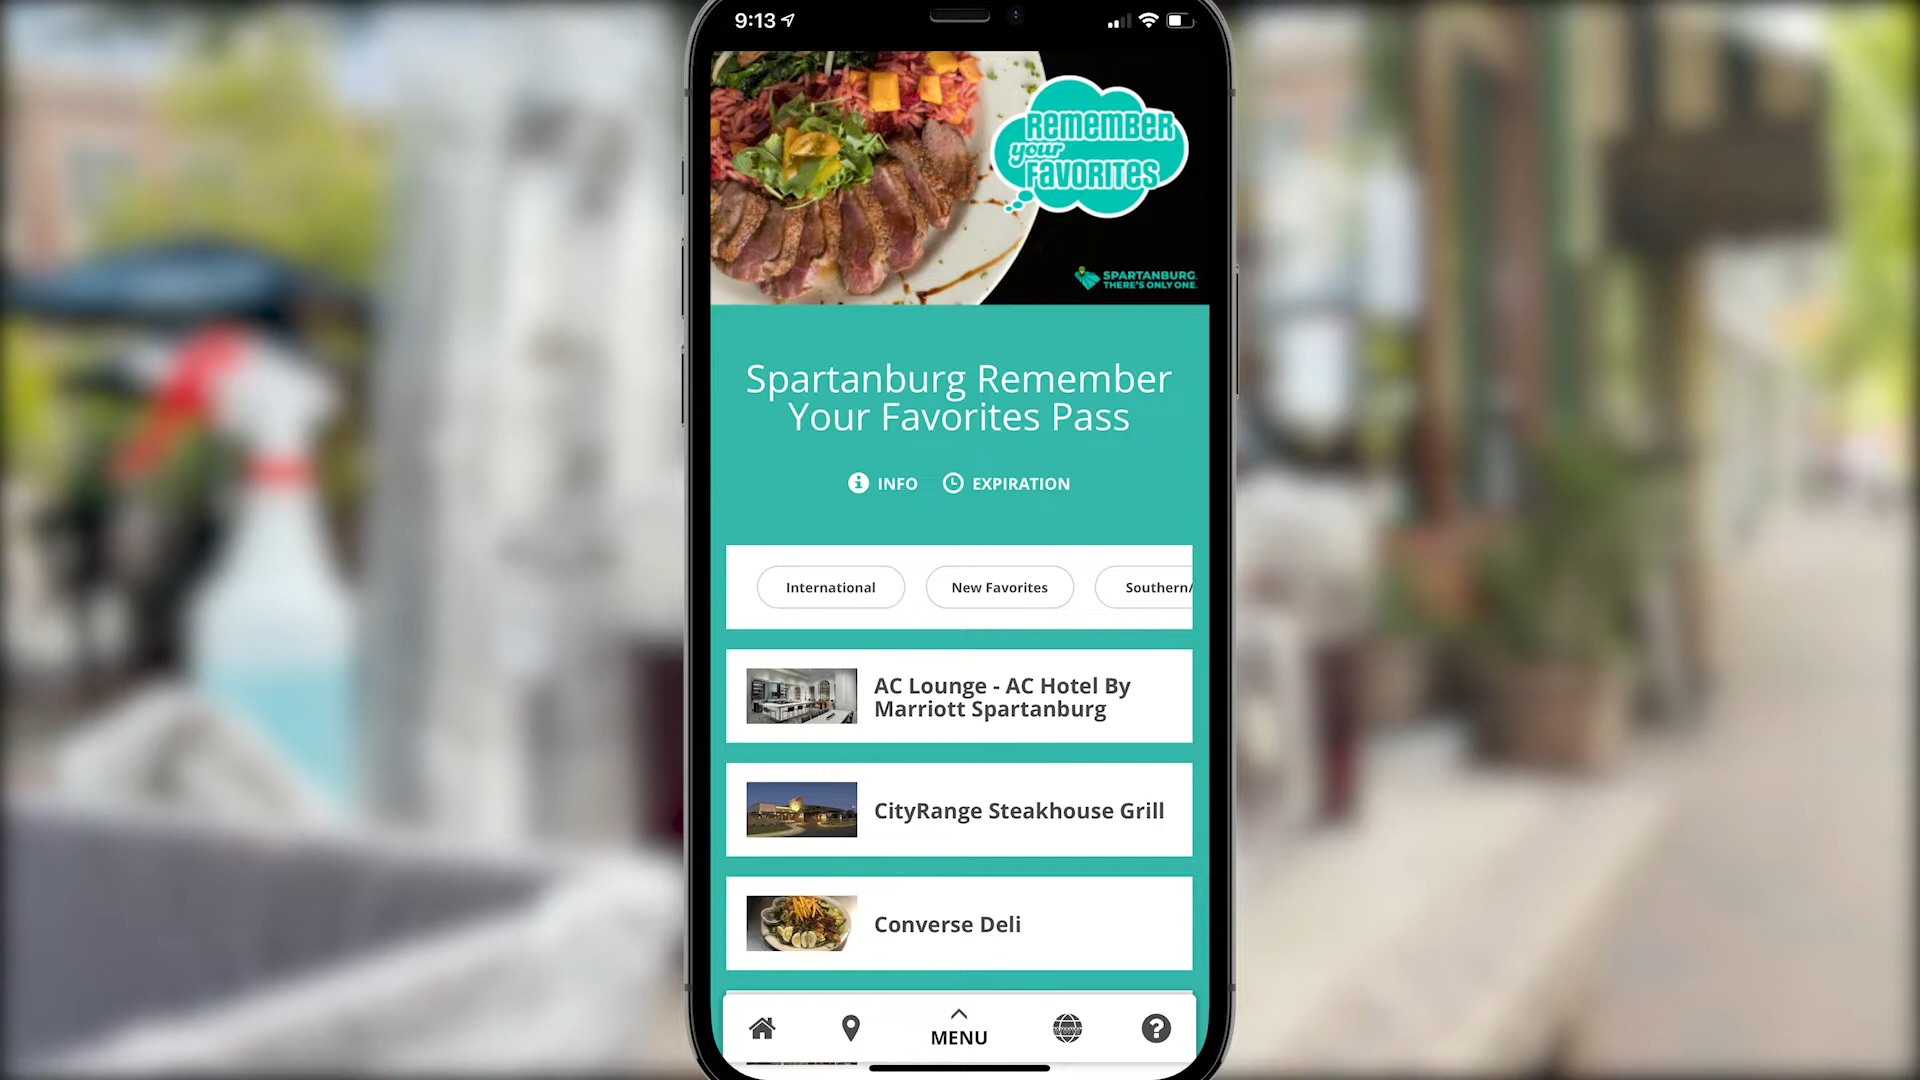 9:13
REMEMBER
your
FAVORITES
SPARTANBURG
THERE'S ONLY ONE.
Spartanburg Remember
Your Favorites Pass
INFO EXPIRATION
International New Favorites Southern/
AC Lounge - AC Hotel By
Marriott Spartanburg
CityRange Steakhouse Grill
Converse Deli
MENU